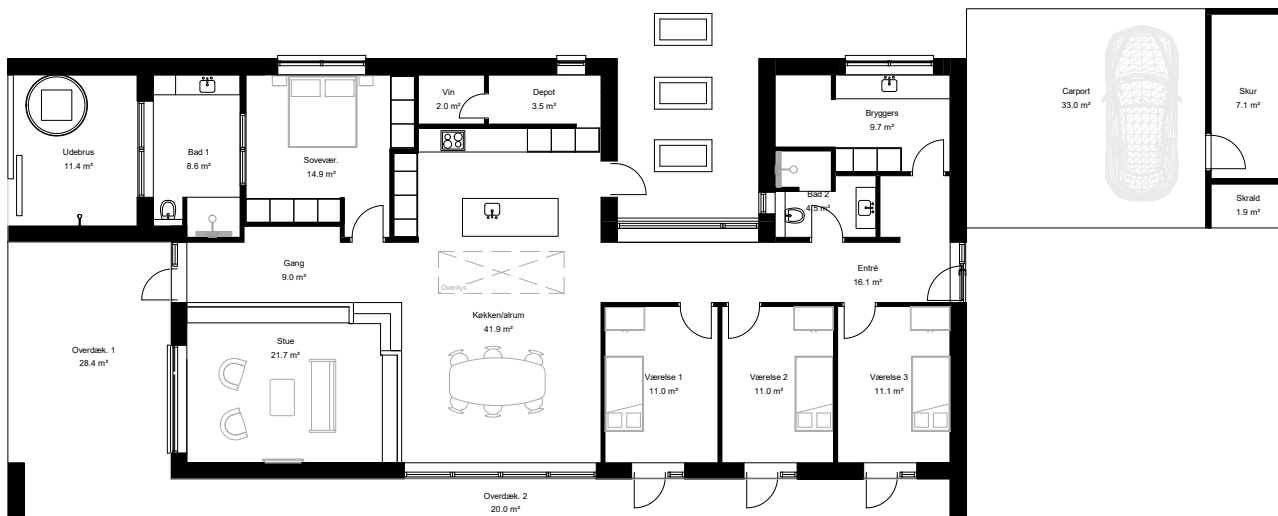 Udebrus
11.4 m²
Bad 1
8.6 m²
Sovevær.
14.9 m²
Vin
2.0 m²
Depot
3.5 m²
Bryggers
9.7 m²
Bad 2
4.5 m²
Carport
33.0 m²
Skur
7.1 m²
Skrald
1.9 m²
Gang
9.0 m²
Ovenlys
Entré
16.1 m²
Køkken/alrum
41.9 m²
Stue
21.7 m²
Overdæk. 1
28.4 m²
Værelse 1
11.0 m²
Værelse 2
11.0 m²
Værelse 3
11.1 m²
Overdæk. 2
20.0 m²